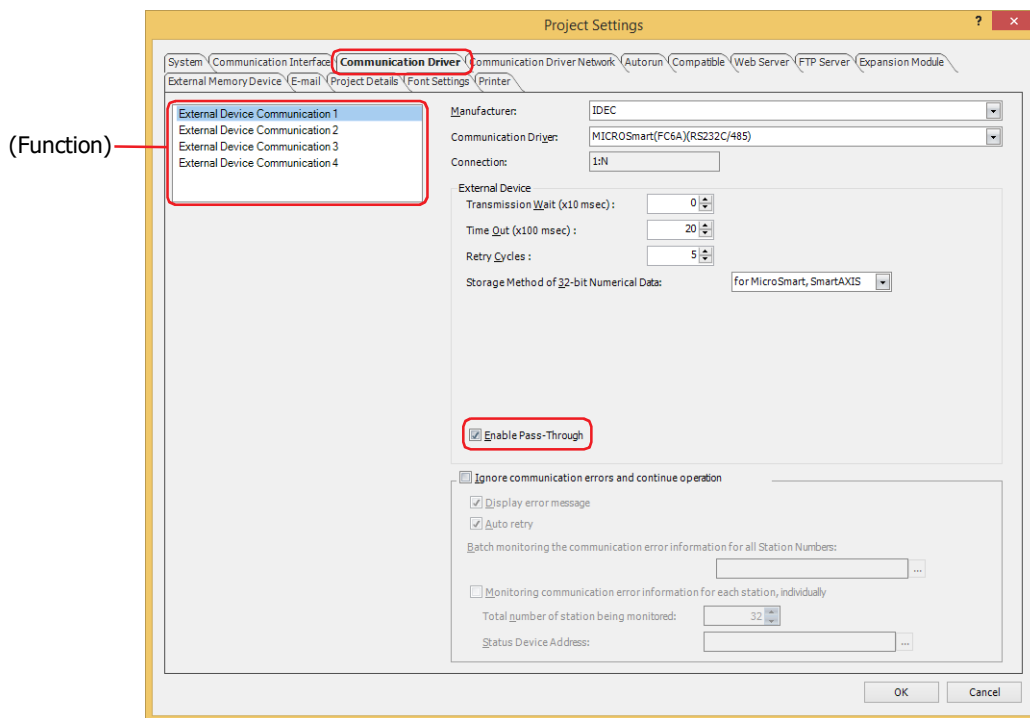 Project Settings
?
×
System
Communication Interface
Communication Driver
Communication Driver Network
Autorun
Compatible
Web Server
FTP Server
Expansion Module
External Memory Device
E-mail
Project Details
Font Settings
Printer
(Function)
External Device Communication 1
External Device Communication 2
External Device Communication 3
External Device Communication 4
Manufacturer:
IDEC
Communication Driver:
MICROSmart(FC6A)(RS232C/485)
Connection:
1:N
External Device
Transmission Wait (x10 msec) :
0
Time Out (x100 msec) :
20
Retry Cycles :
5
Storage Method of 32-bit Numerical Data:
for MicroSmart, SmartAXIS
Enable Pass-Through
Ignore communication errors and continue operation
Display error message
Auto retry
Batch monitoring the communication error information for all Station Numbers:
...
Monitoring communication error information for each station, individually
Total number of station being monitored:
32
Status Device Address:
...
OK
Cancel